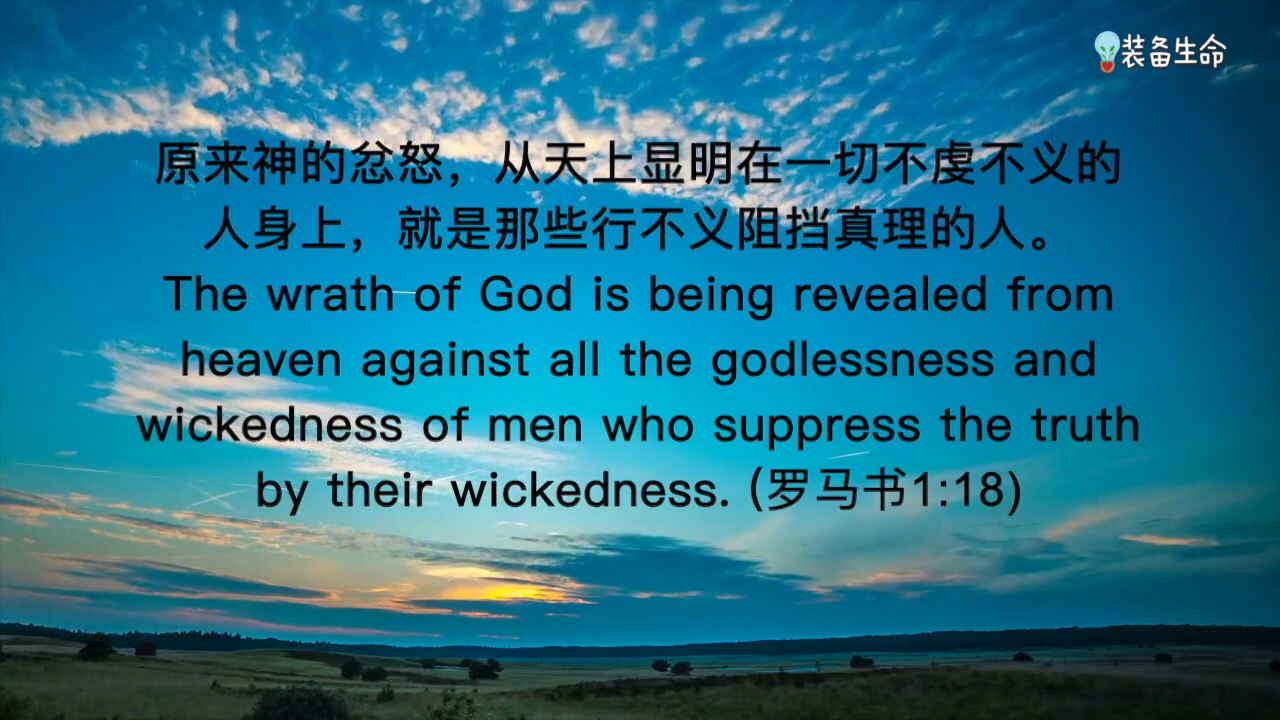 装备生命
原来神的忿怒，从天上显明在一切不虔不义的
人身上，就是那些行不义阻挡真理的人。
The wrath of God is being revealed from
heaven against all the godlessness and
wickedness of men who suppress the truth
by their wickedness. (罗马书1:18)